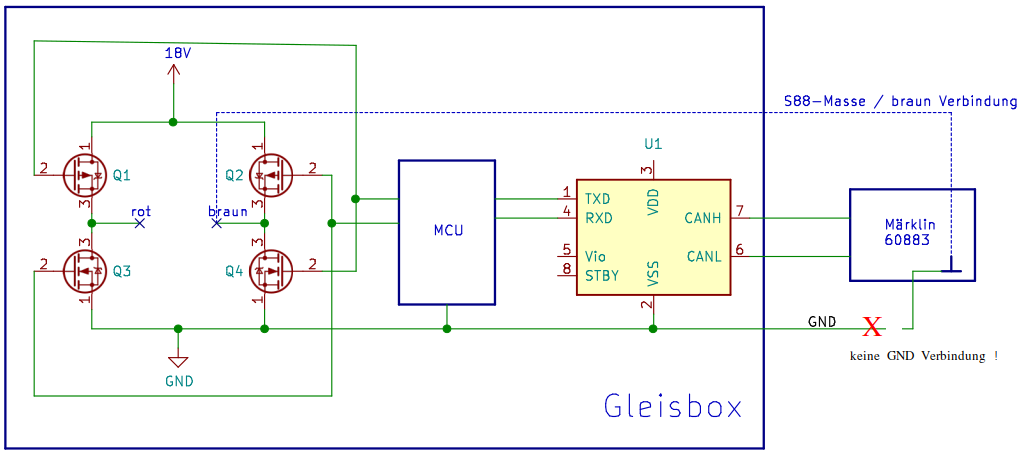 18V
S88-Masse / braun Verbindung
U1
1
1
3
2
Q1
Q2
2
1
TXD
VDD
4
RXD
CANH
7
3
3
rot
braun
Märklin
60883
MCU
3
3
5
Vio
CANL
6
2
Q3
Q4
2
8
STBY
VSS
1
1
2
GND
keine GND Verbindung !
GND
Gleisbox
X